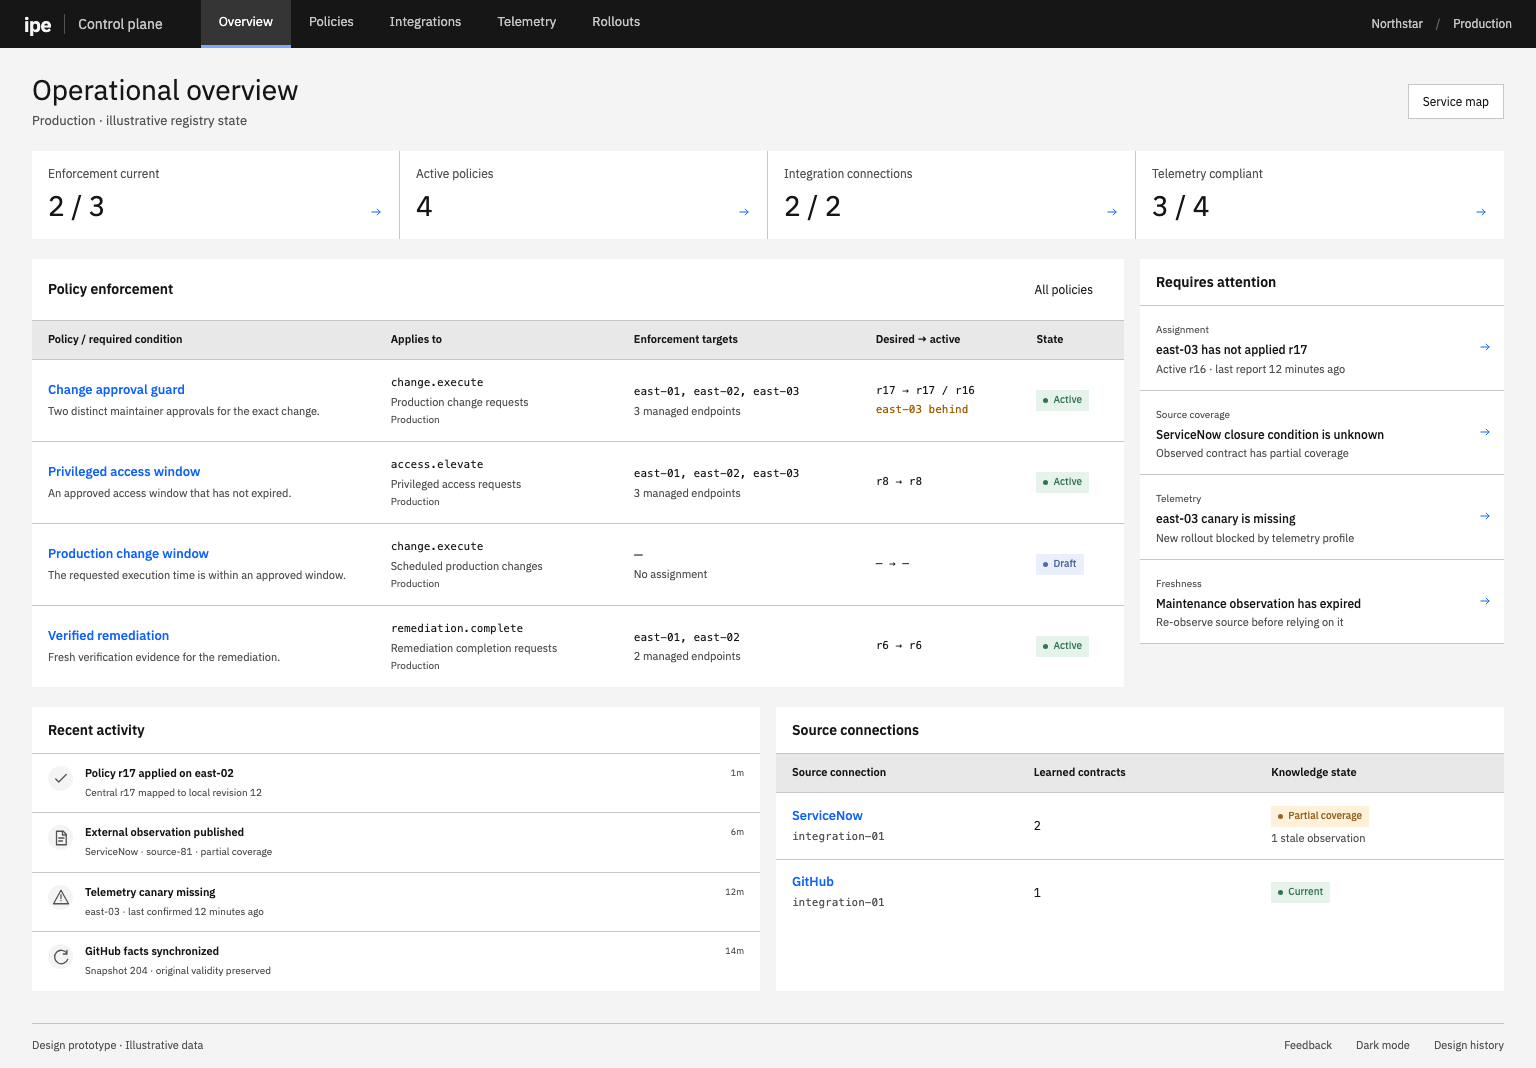 ipe
Control plane
Overview
Policies
Integrations
Telemetry
Rollouts
Northstar / Production
Operational overview
Production · illustrative registry state
Service map
Enforcement current
2 / 3
→
Active policies
4
→
Integration connections
2 / 2
→
Telemetry compliant
3 / 4
→
Policy enforcement
All policies
Policy / required condition
Applies to
Enforcement targets
Desired → active
State
Change approval guard
Two distinct maintainer approvals for the exact change.
change.execute
Production change requests
Production
east-01, east-02, east-03
3 managed endpoints
r17 → r17 / r16
east-03 behind
Active
Privileged access window
An approved access window that has not expired.
access.elevate
Privileged access requests
Production
east-01, east-02, east-03
3 managed endpoints
r8 → r8
Active
Production change window
The requested execution time is within an approved window.
change.execute
Scheduled production changes
Production
—
No assignment
— → —
Draft
Verified remediation
Fresh verification evidence for the remediation.
remediation.complete
Remediation completion requests
Production
east-01, east-02
2 managed endpoints
r6 → r6
Active
Requires attention
Assignment
east-03 has not applied r17
Active r16 · last report 12 minutes ago
→
Source coverage
ServiceNow closure condition is unknown
Observed contract has partial coverage
→
Telemetry
east-03 canary is missing
New rollout blocked by telemetry profile
→
Freshness
Maintenance observation has expired
Re-observe source before relying on it
→
Recent activity
Policy r17 applied on east-02
Central r17 mapped to local revision 12
1m
External observation published
ServiceNow · source-81 · partial coverage
6m
Telemetry canary missing
east-03 · last confirmed 12 minutes ago
12m
GitHub facts synchronized
Snapshot 204 · original validity preserved
14m
Source connections
Source connection
Learned contracts
Knowledge state
ServiceNow
integration-01
2
Partial coverage
1 stale observation
GitHub
integration-01
1
Current
Design prototype · Illustrative data
Feedback
Dark mode
Design history